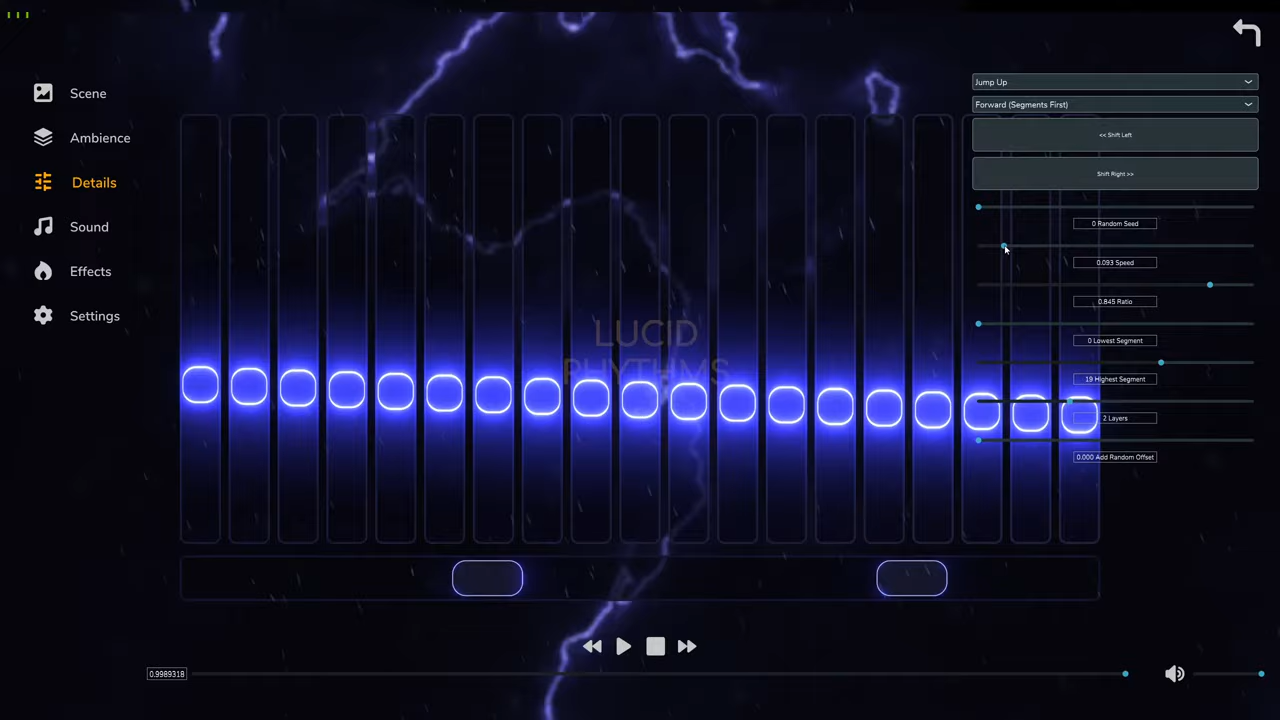 Scene
Ambience
Details
Sound
Effects
Settings
LUCID
RHYTHMS
Jump Up
Forward (Segments First)
<< Shift Left
Shift Right >>
0 Random Seed
0.093 Speed
0.845 Ratio
0 Lowest Segment
19 Highest Segment
2 Layers
0.000 Add Random Offset
0.9989318